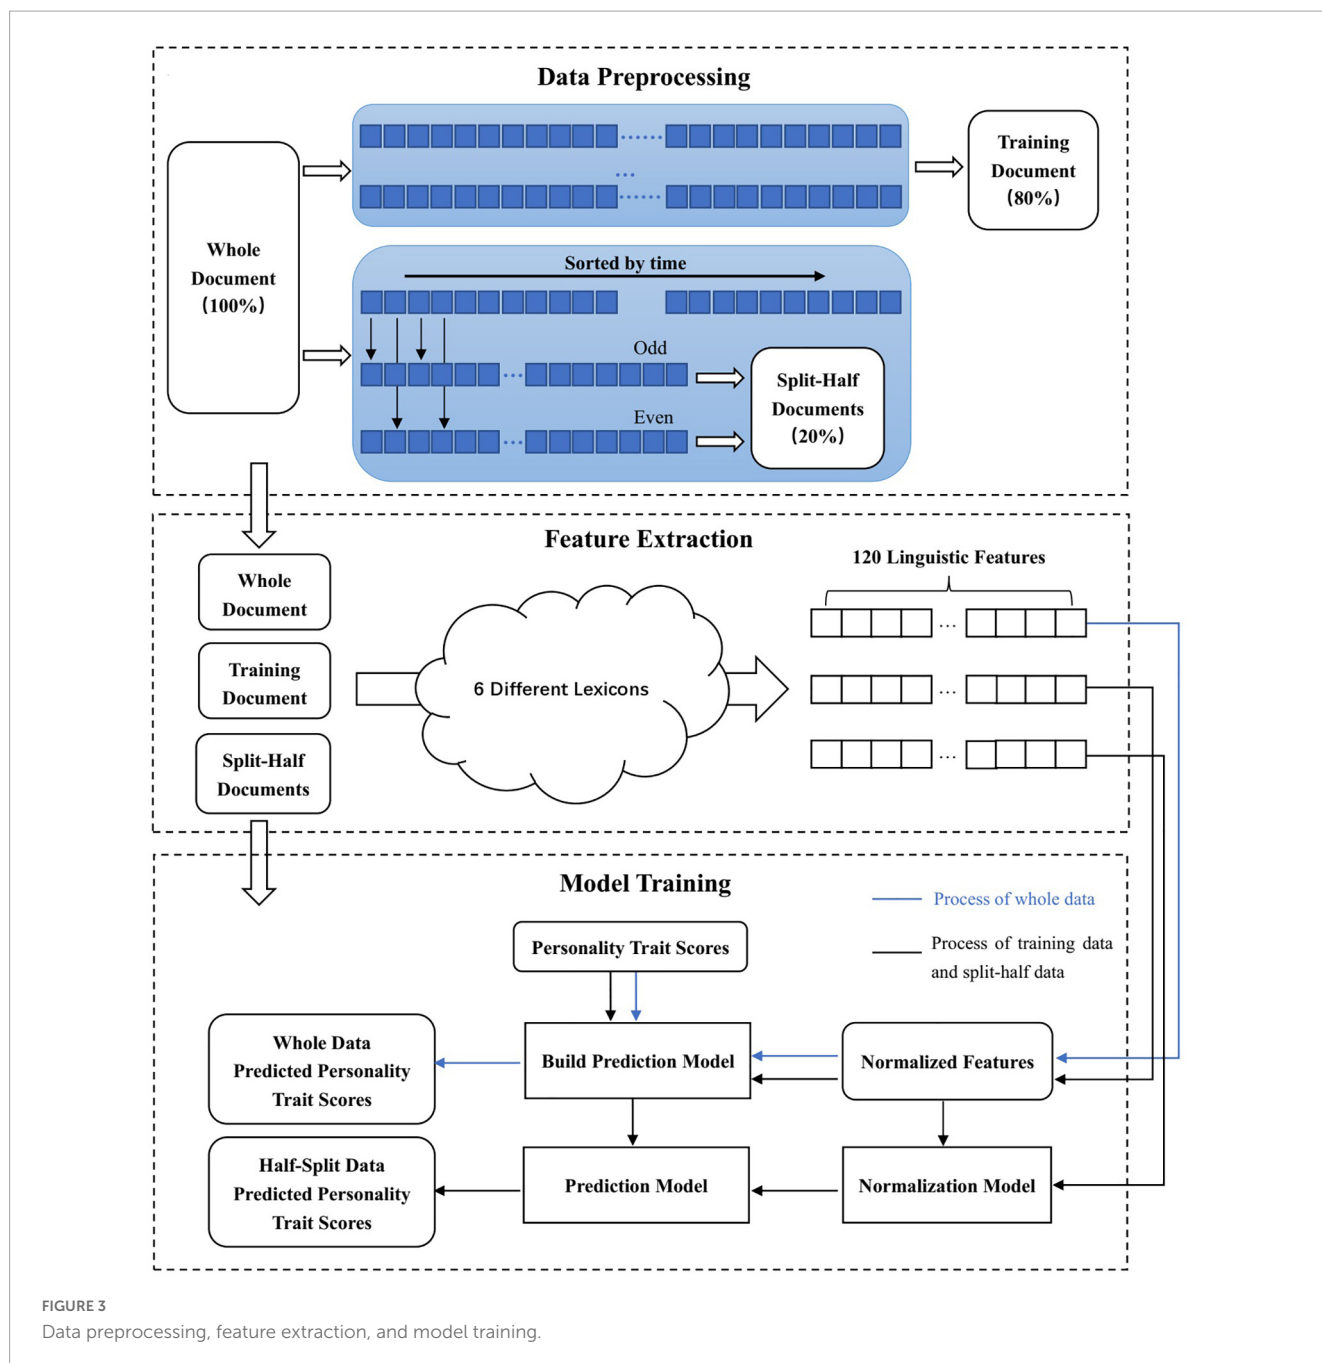 Data Preprocessing
Whole
Document
(100%)
Training
Document
(80%)
Sorted by time
Odd
Even
Split-Half
Documents
(20%)
Feature Extraction
Whole
Document
Training
Document
Split-Half
Documents
6 Different Lexicons
120 Linguistic Features
Model Training
Process of whole data
Process of training data
and split-half data
Personality Trait Scores
Whole Data
Predicted Personality
Trait Scores
Build Prediction Model
Normalized Features
Half-Split Data
Predicted Personality
Trait Scores
Prediction Model
Normalization Model
FIGURE 3
Data preprocessing, feature extraction, and model training.